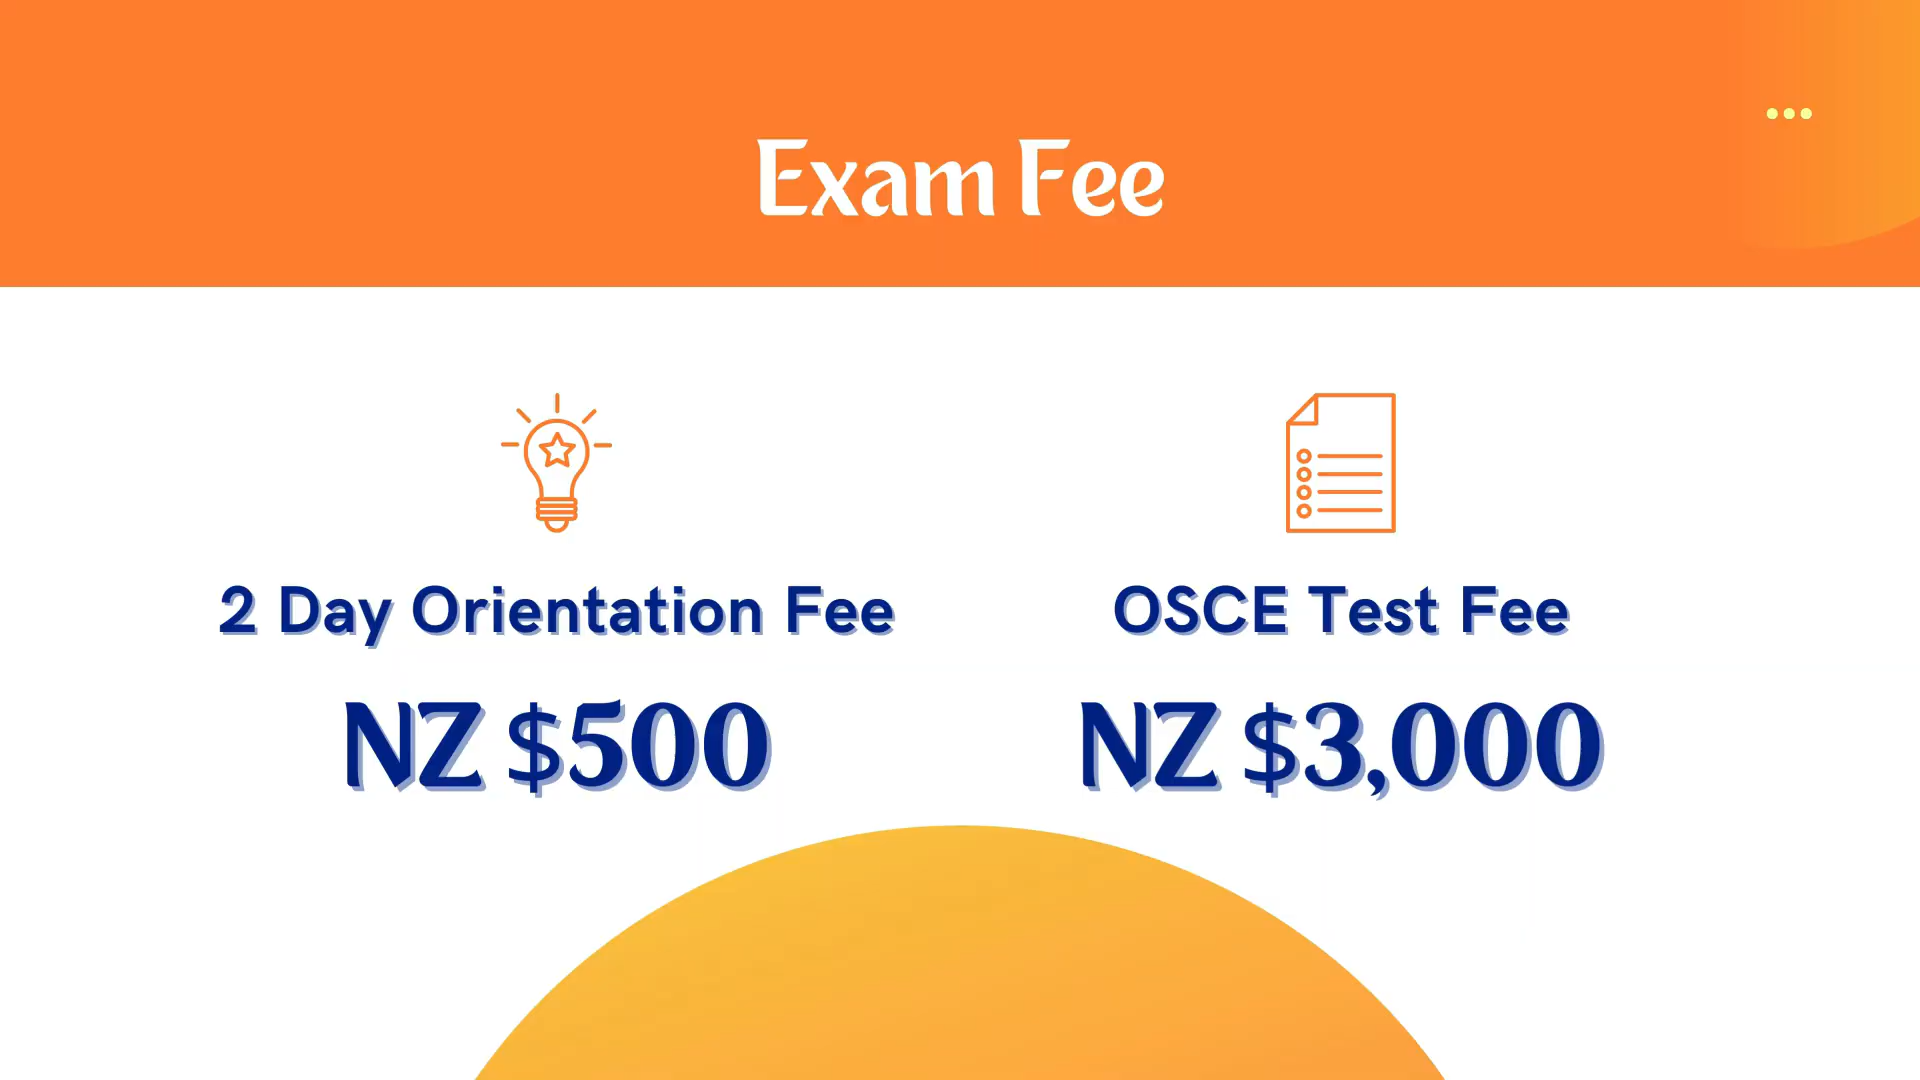 Exam Fee
2 Day Orientation Fee
NZ $500
OSCE Test Fee
NZ $3,000